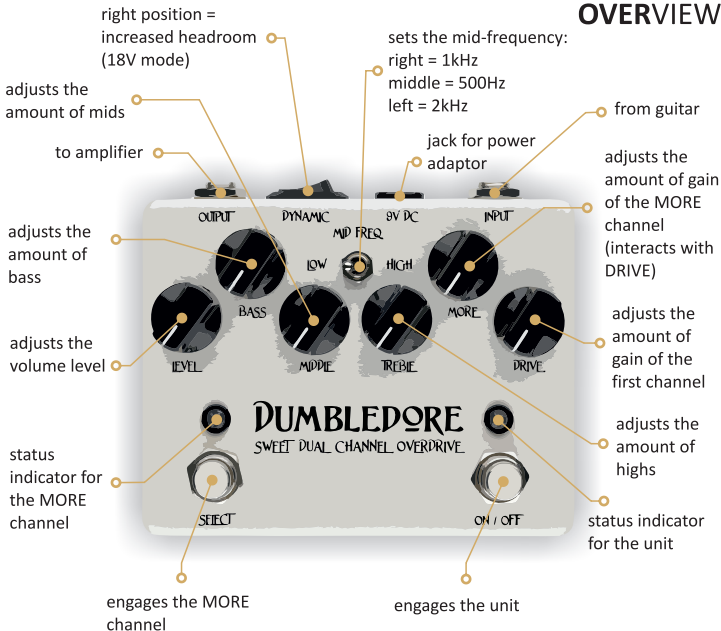 OVERVIEW
right position =
increased headroom
(18V mode)
sets the mid-frequency:
right = 1kHz
middle = 500Hz
left = 2kHz
adjusts the
amount of mids
from guitar
to amplifier
jack for power
adaptor
adjusts the
amount of gain
of the MORE
channel
(interacts with
DRIVE)
OUTPUT
DYNAMIC
9V DC
INPUT
MID FREQ
LOW
HIGH
adjusts the
amount of
bass
BASS
MORE
adjusts the
volume level
LEVEL
MIDDLE
TREBLE
DRIVE
adjusts the
amount of
gain of the
first channel
DUMBLEDORE
SWEET DUAL CHANNEL OVERDRIVE
adjusts the
amount of
highs
status
indicator for
the MORE
channel
SELECT
ON / OFF
status indicator
for the unit
engages the MORE
channel
engages the unit